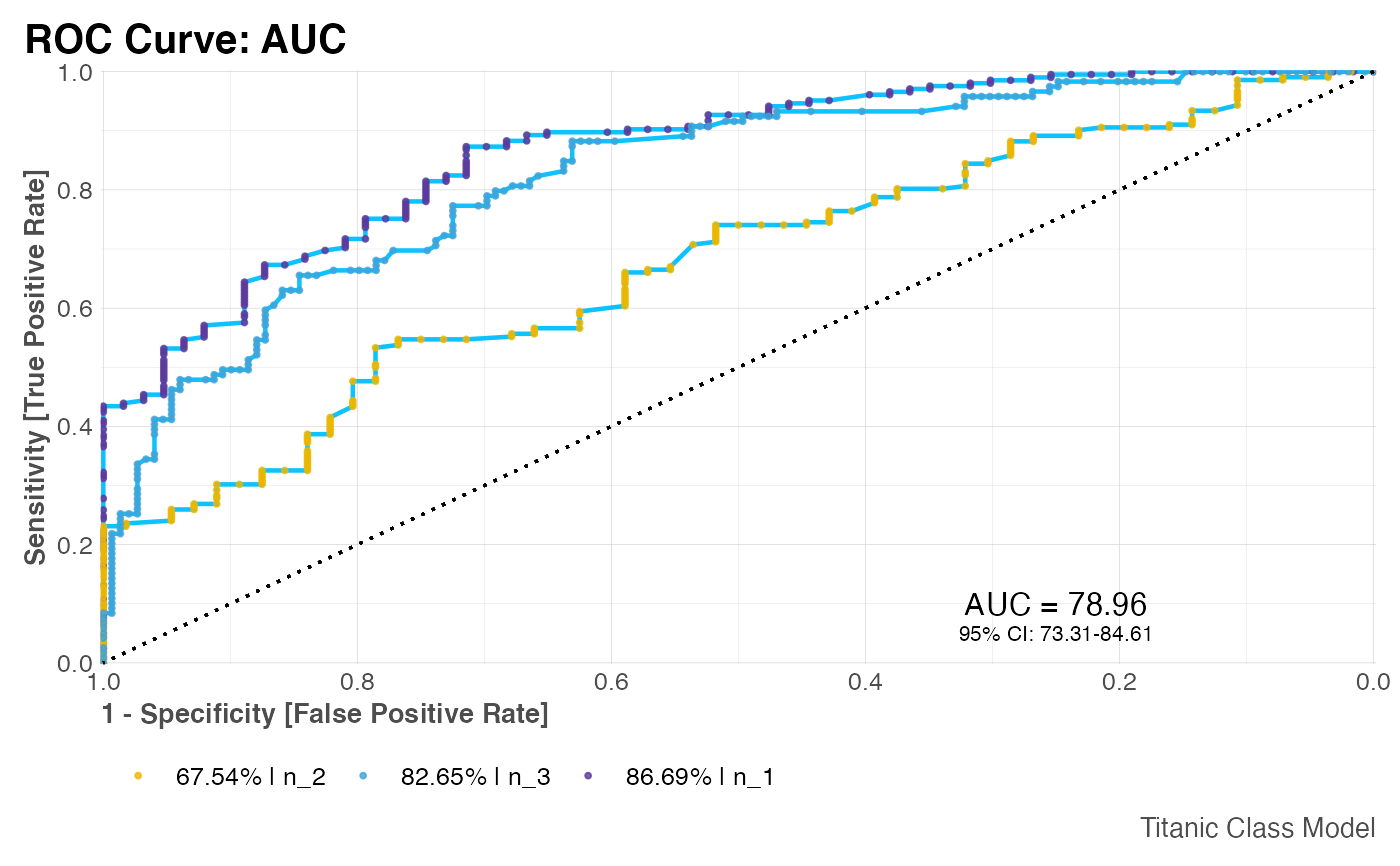 ROC Curve: AUC
Sensitivity [True Positive Rate]
1.0
0.8
0.6
0.4
0.2
0.0
AUC = 78.96
95% CI: 73.31-84.61
1.0 0.8 0.6 0.4 0.2 0.0
1 - Specificity [False Positive Rate]
67.54% | n_2 82.65% | n_3 86.69% | n_1
Titanic Class Model